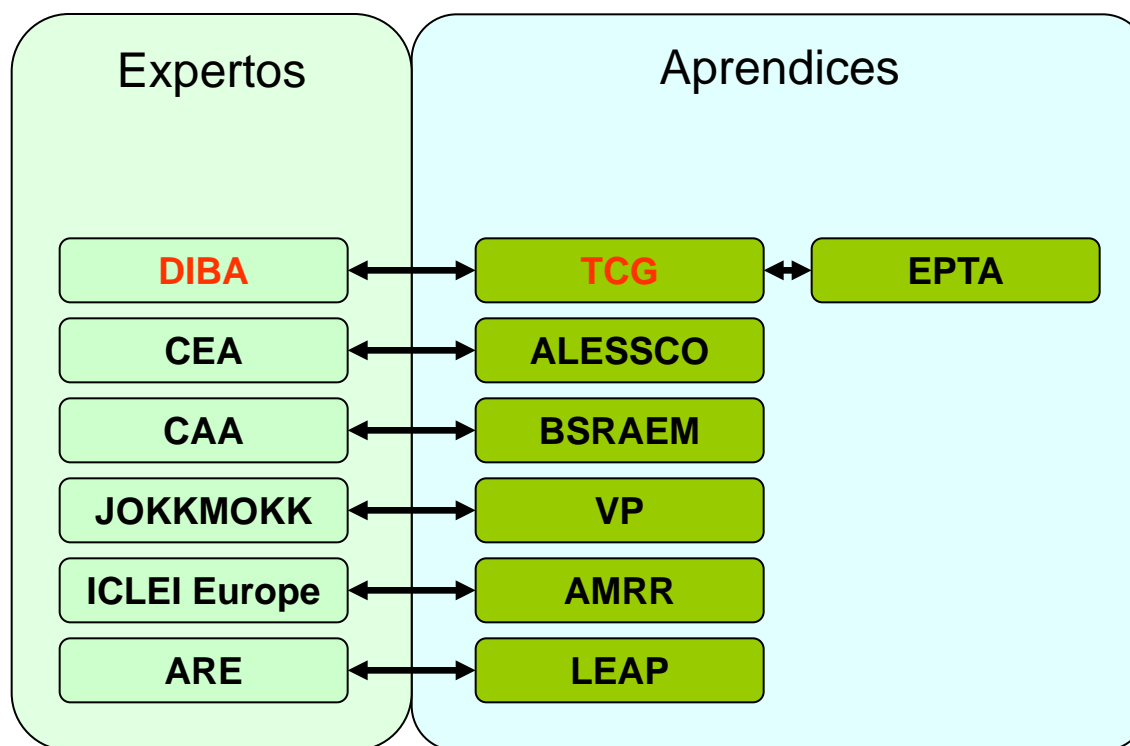 Expertos
Aprendices
DIBA
TCG
EPTA
CEA
ALESSCO
CAA
BSRAEM
JOKKMOKK
VP
ICLEI Europe
AMRR
ARE
LEAP